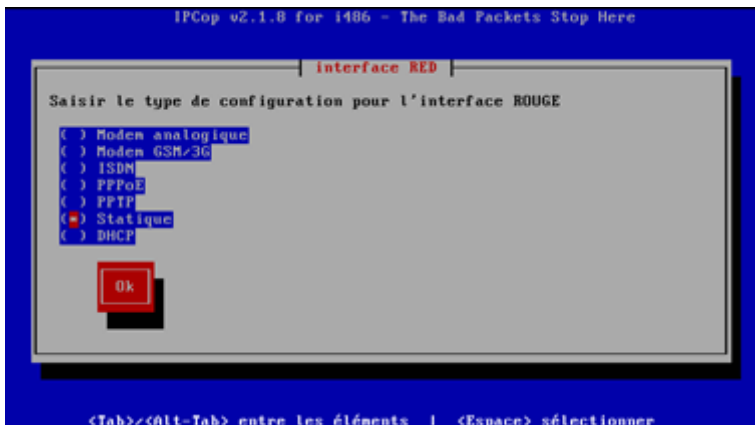 IPCop v2.1.8 for i486 - The Bad Packets Stop Here
interface RED
Saisir le type de configuration pour l'interface ROUGE
( ) Modem analogique
( ) Modem GSM/3G
( ) ISDN
( ) PPPoE
( ) PPTP
(*) Statique
( ) DHCP
Ok
<Tab>/<Alt-Tab> entre les éléments | <Espace> sélectionner